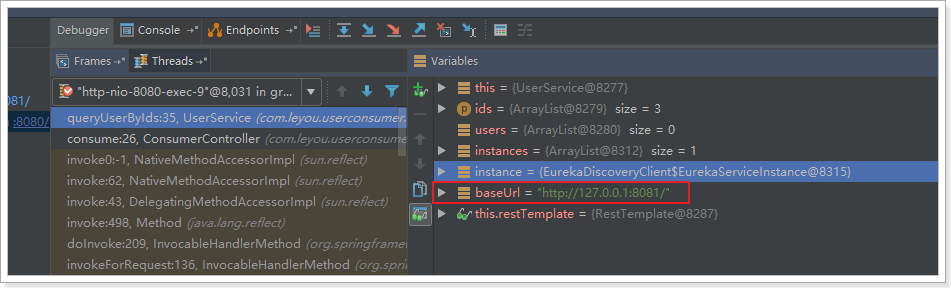 Debugger
Console
Endpoints
Frames
Threads
Variables
081/
:8080/
"http-nio-8080-exec-9"@8,031 in gr...
queryUserByIds:35, UserService (com.leyou.userconsumer.
consume:26, ConsumerController (com.leyou.userconsume
invoke0:-1, NativeMethodAccessorImpl (sun.reflect)
invoke:62, NativeMethodAccessorImpl (sun.reflect)
invoke:43, DelegatingMethodAccessorImpl (sun.reflect)
invoke:498, Method (java.lang.reflect)
doInvoke:209, InvocableHandlerMethod (org.springframew
invokeForRequest:136, InvocableHandlerMethod (org.spri
this = {UserService@8277}
p ids = {ArrayList@8279} size = 3
users = {ArrayList@8280} size = 0
instances = {ArrayList@8312} size = 1
instance = {EurekaDiscoveryClient$EurekaServiceInstance@8315}
baseUrl = "http://127.0.0.1:8081/"
this.restTemplate = {RestTemplate@8287}